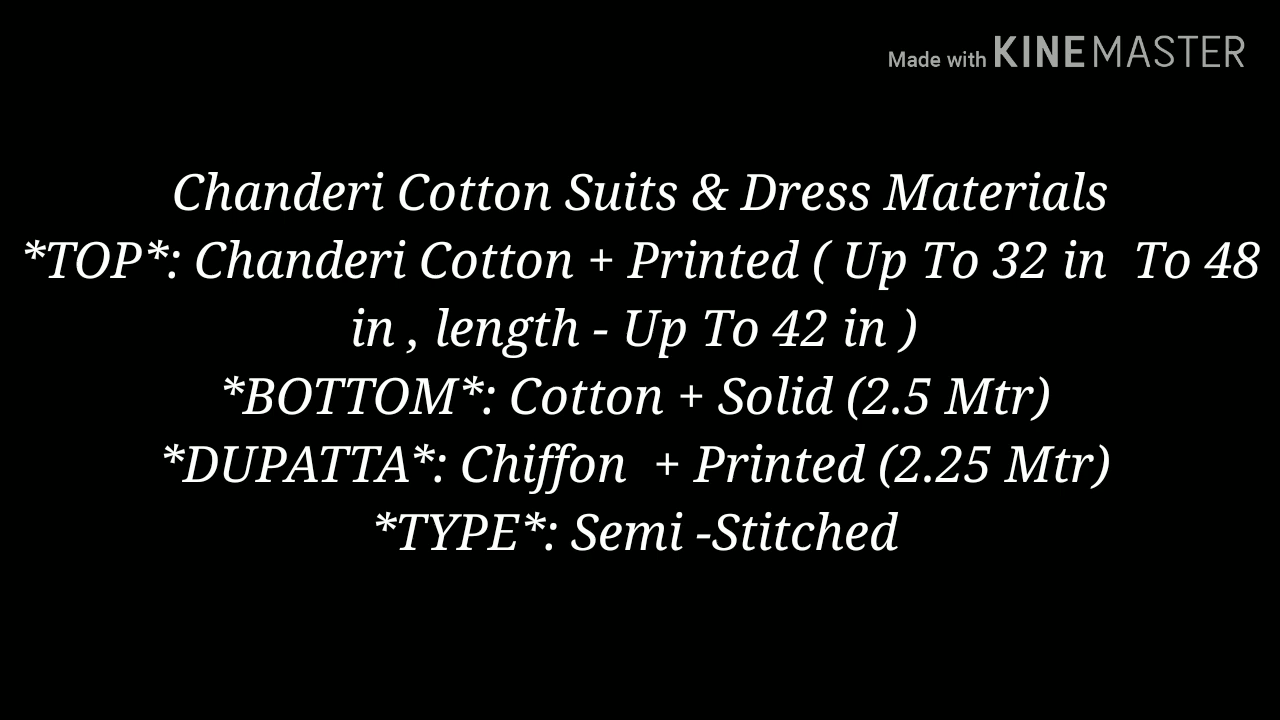 Made with KINEMASTER
Chanderi Cotton Suits & Dress Materials
*TOP*: Chanderi Cotton + Printed ( Up To 32 in  To 48
in , length - Up To 42 in )
*BOTTOM*: Cotton + Solid (2.5 Mtr)
*DUPATTA*: Chiffon  + Printed (2.25 Mtr)
*TYPE*: Semi -Stitched